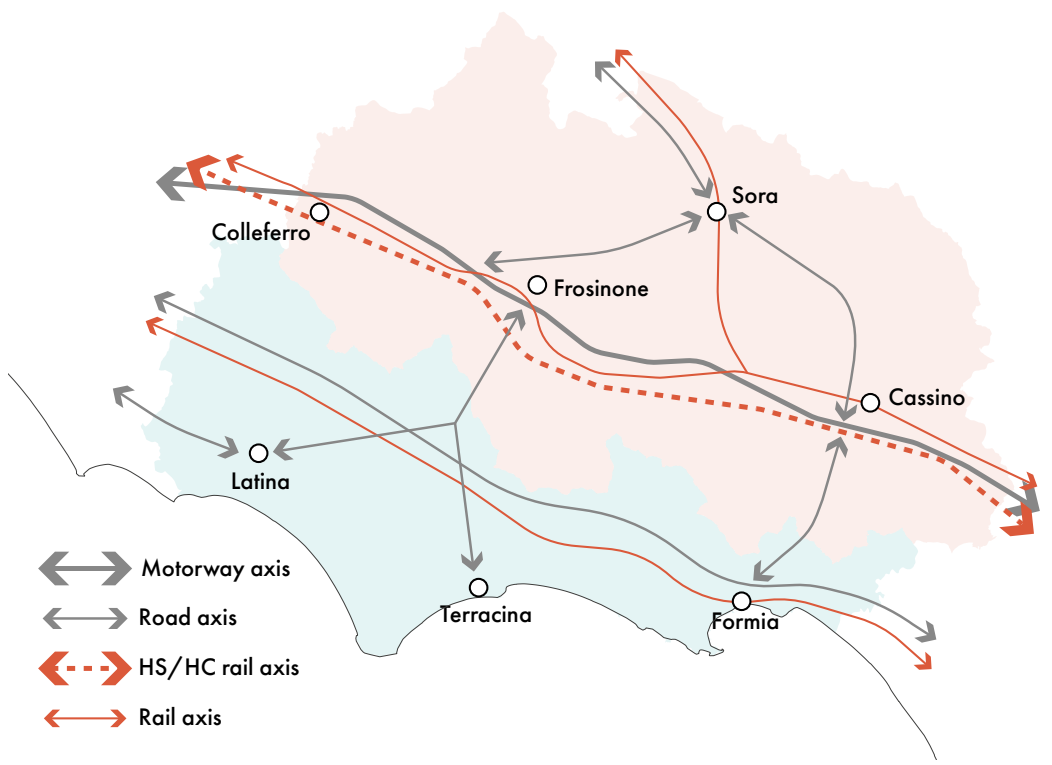 Sora
Colleferro
Frosinone
Cassino
Latina
Terracina
Formia
Motorway axis
Road axis
HS/HC rail axis
Rail axis